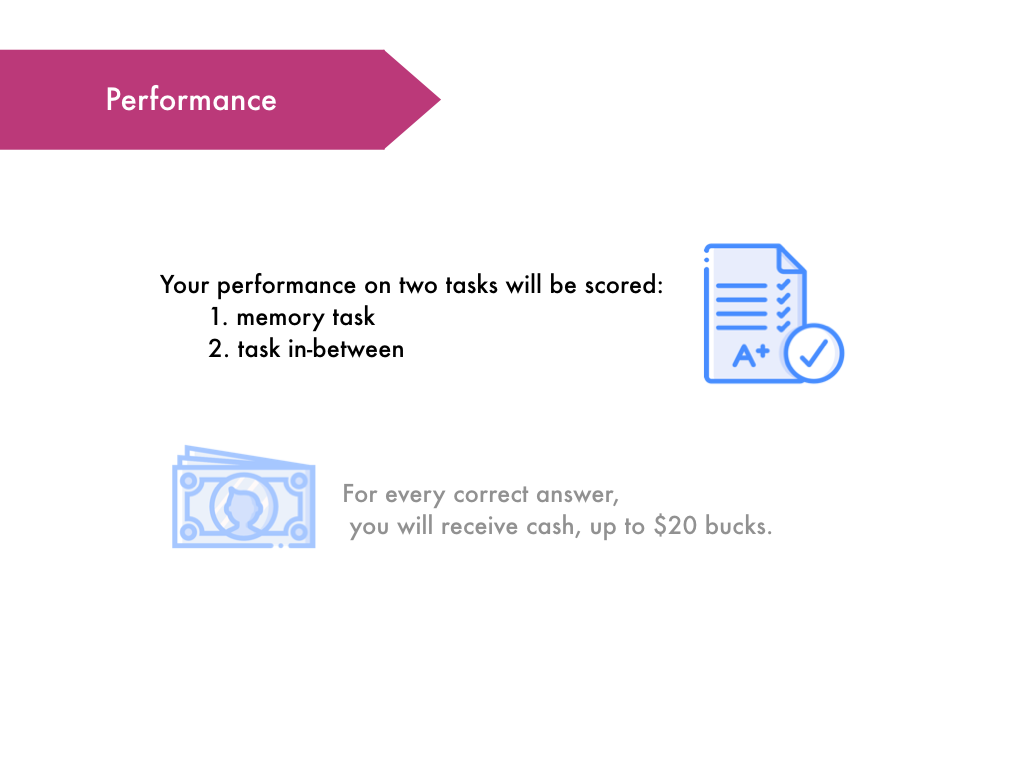 Performance
Your performance on two tasks will be scored:
1. memory task
2. task in-between
A+
For every correct answer,
you will receive cash, up to $20 bucks.